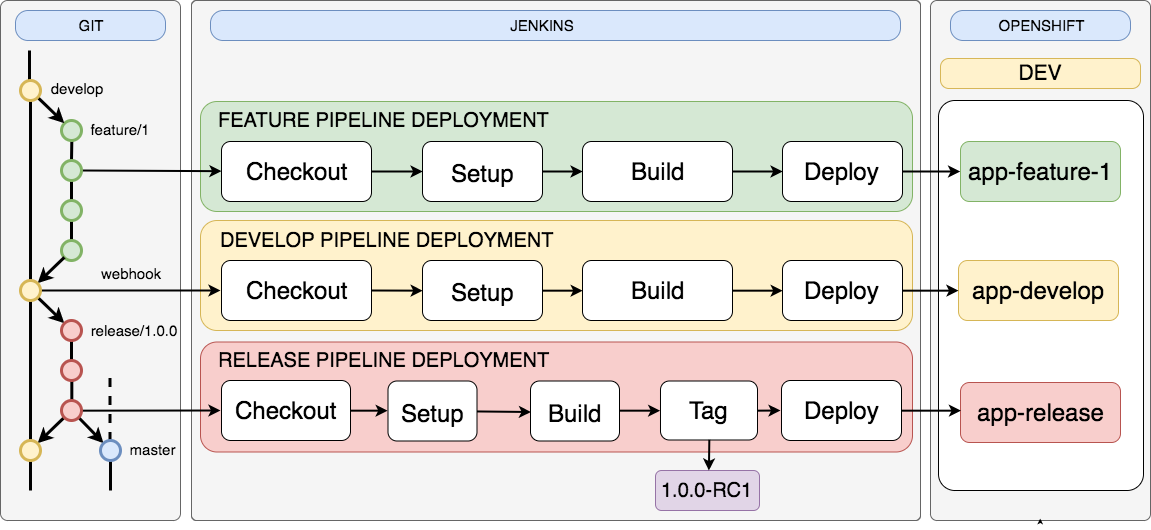 GIT
JENKINS
OPENSHIFT
DEV
develop
feature/1
webhook
release/1.0.0
master
FEATURE PIPELINE DEPLOYMENT
Checkout
Setup
Build
Deploy
app-feature-1
DEVELOP PIPELINE DEPLOYMENT
Checkout
Setup
Build
Deploy
app-develop
RELEASE PIPELINE DEPLOYMENT
Checkout
Setup
Build
Tag
Deploy
app-release
1.0.0-RC1